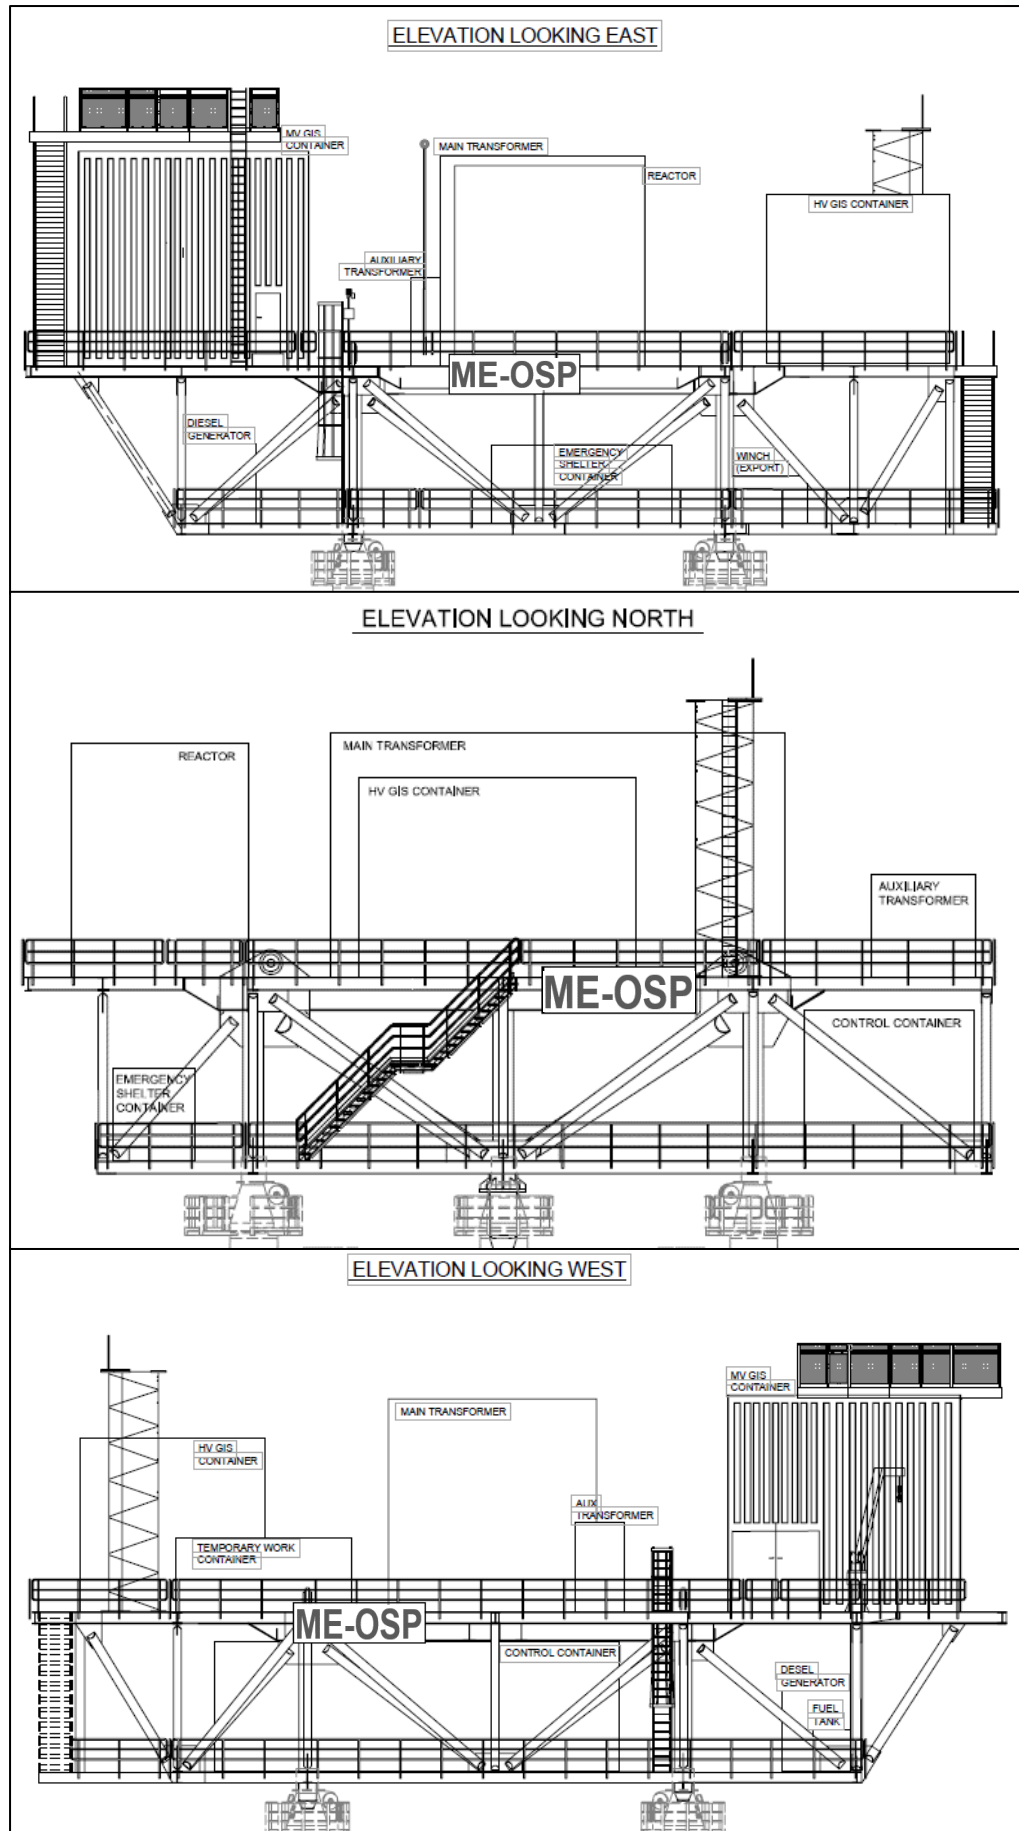 ELEVATION LOOKING EAST
MV GIS
CONTAINER
MAIN TRANSFORMER
REACTOR
HV GIS CONTAINER
AUXILIARY
TRANSFORMER
ME-OSP
DIESEL
GENERATOR
EMERGENCY
SHELTER
CONTAINER
WINCH
(EXPORT)
ELEVATION LOOKING NORTH
REACTOR
MAIN TRANSFORMER
HV GIS CONTAINER
AUXILIARY
TRANSFORMER
ME-OSP
CONTROL CONTAINER
EMERGENCY
SHELTER
CONTAINER
ELEVATION LOOKING WEST
MV GIS
CONTAINER
MAIN TRANSFORMER
HV GIS
CONTAINER
AUX
TRANSFORMER
TEMPORARY WORK
CONTAINER
ME-OSP
CONTROL CONTAINER
DESEL
GENERATOR
FUEL
TANK